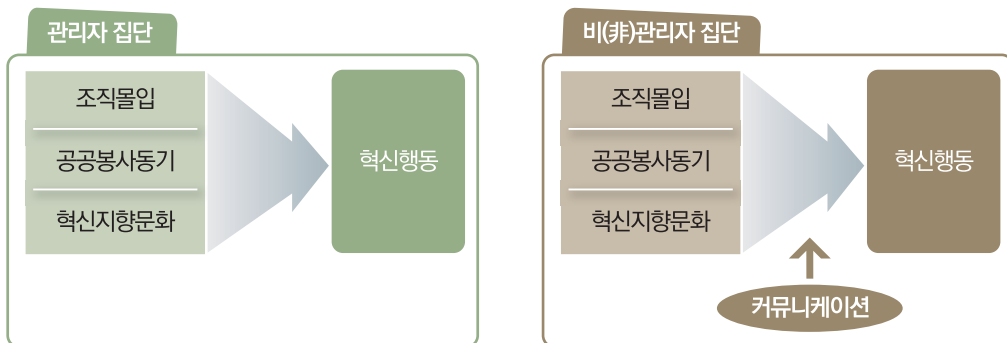 관리자 집단
조직몰입
공공봉사동기
혁신지향문화
혁신행동
비(非)관리자 집단
조직몰입
공공봉사동기
혁신지향문화
혁신행동
커뮤니케이션